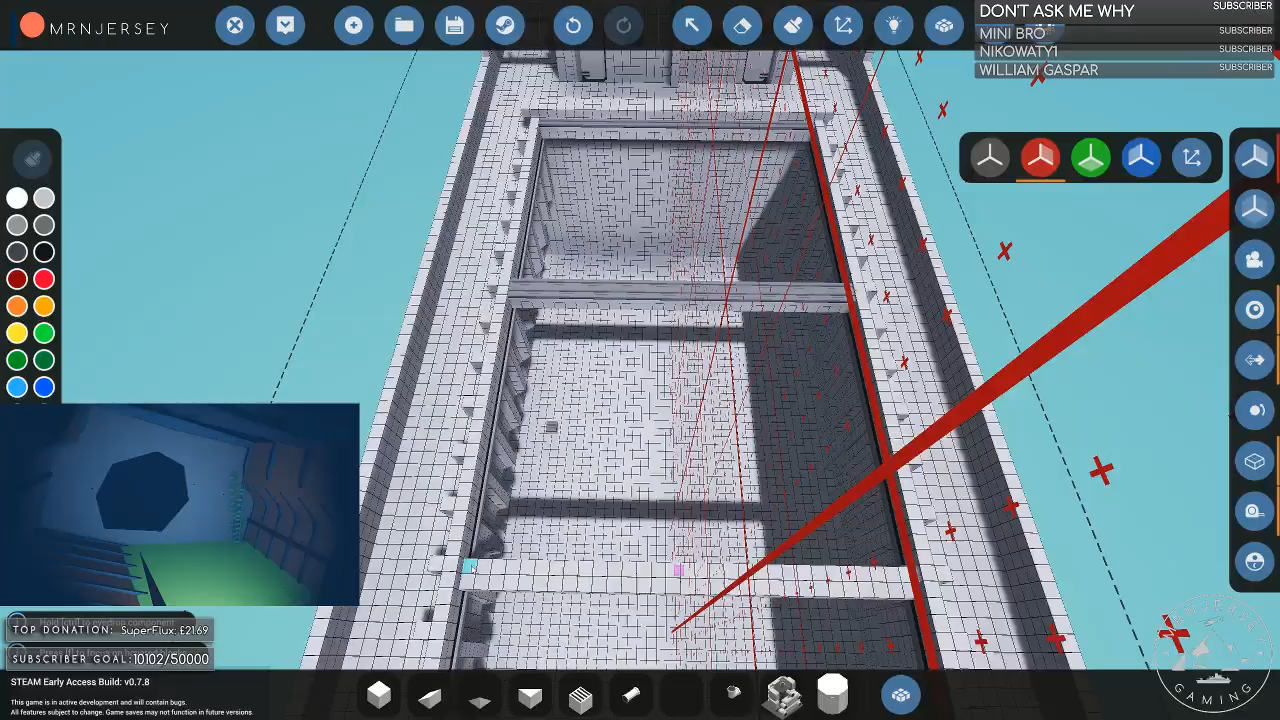 MRNJERSEY
DON'T ASK ME WHY SUBSCRIBER
MINI BRO SUBSCRIBER
NIKOWATY1 SUBSCRIBER
WILLIAM GASPAR SUBSCRIBER
TOP DONATION: SuperFlux: £21.69
SUBSCRIBER GOAL: 10102/50000
STEAM Early Access Build: v0.7.8
This game is in active development and will contain bugs.
All features subject to change. Game saves may not function in future versions.
GAMING